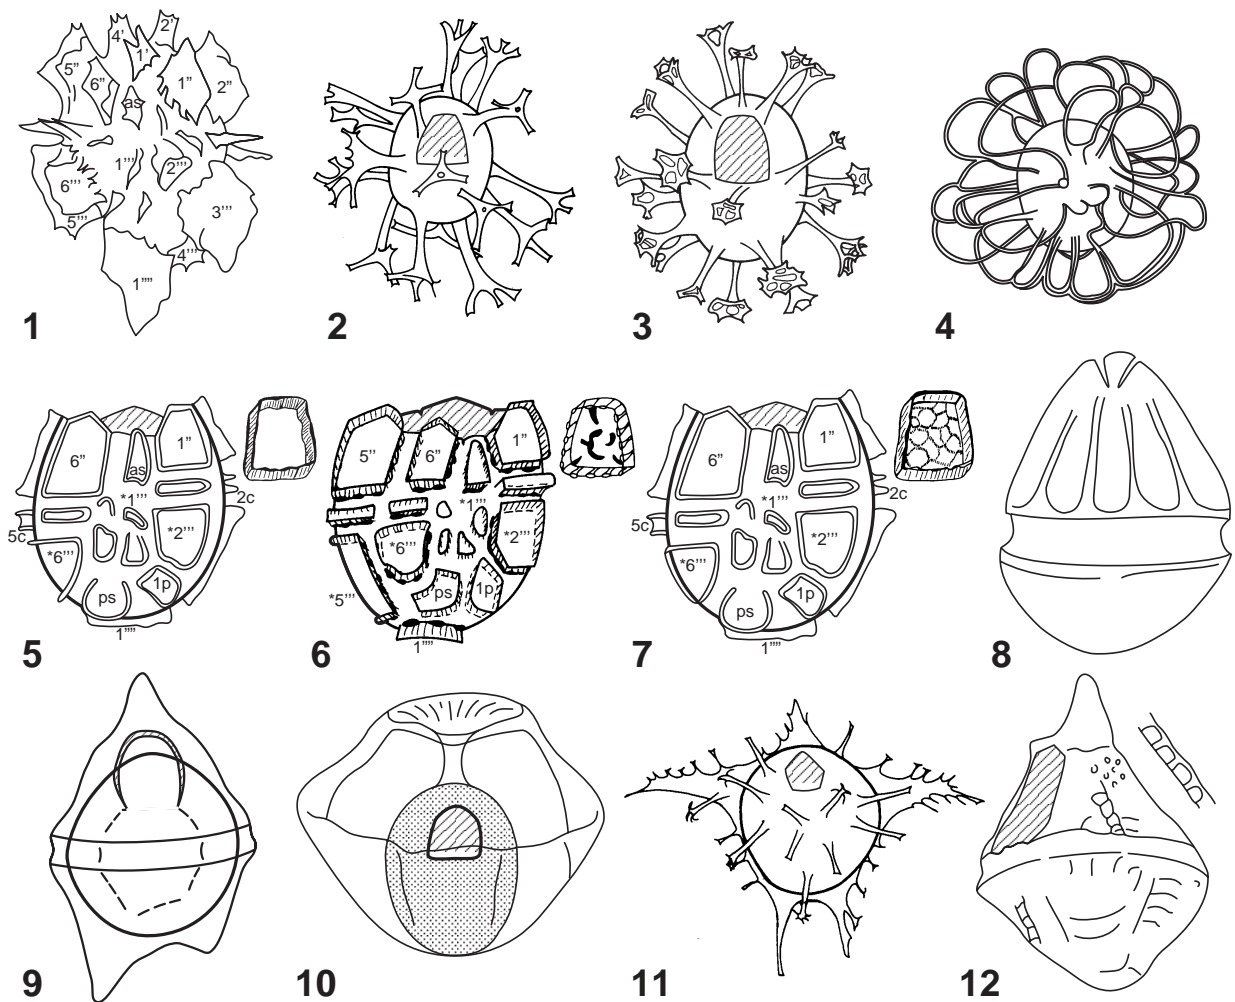 4' 2'
5" 6" 1' 1" 2"
as
1''' 2'''
6''' 3'''
5''' 4'''
1''''
1 2 3 4
6" as 1"
*1''' 2c
5c *6''' *2'''
ps 1p
1''''
5
5" 6" 1"
*1'''
*6''' *2'''
*5''' ps 1p
1''''
6
6" as 1"
*1''' 2c
5c *6''' *2'''
ps 1p
1''''
7 8
9 10 11 12